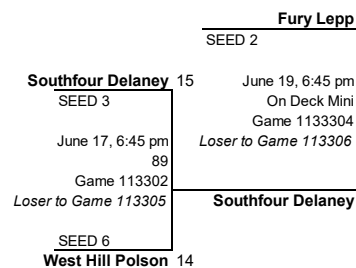 Fury Lepp
SEED 2
Southfour Delaney 15
SEED 3
June 17, 6:45 pm
89
Game 113302
Loser to Game 113305
SEED 6
West Hill Polson 14
June 19, 6:45 pm
On Deck Mini
Game 1133304
Loser to Game 113306
Southfour Delaney